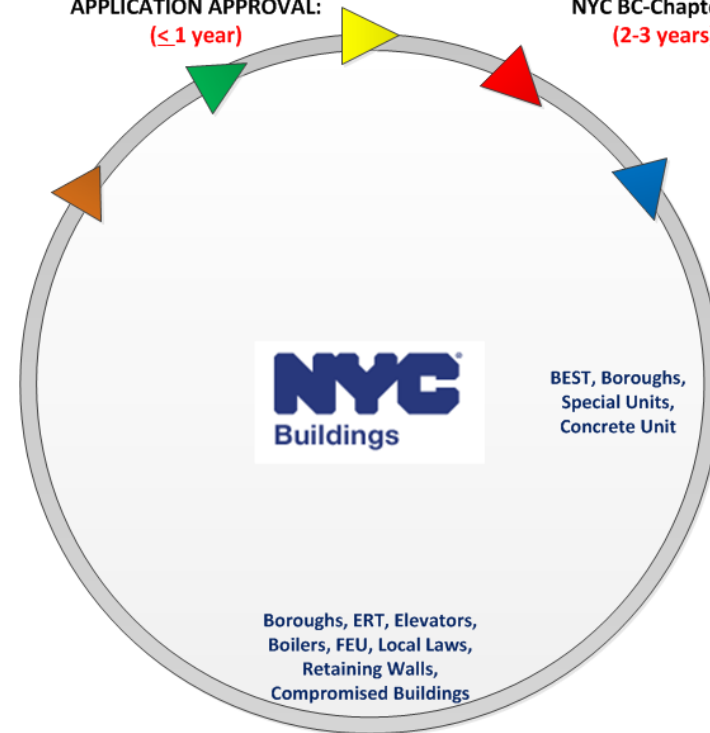 APPLICATION APPROVAL:
(≤1 year)
NYC BC-Chapte
(2-3 years
NYC
Buildings
BEST, Boroughs,
Special Units,
Concrete Unit
Boroughs, ERT, Elevators,
Boilers, FEU, Local Laws,
Retaining Walls,
Compromised Buildings